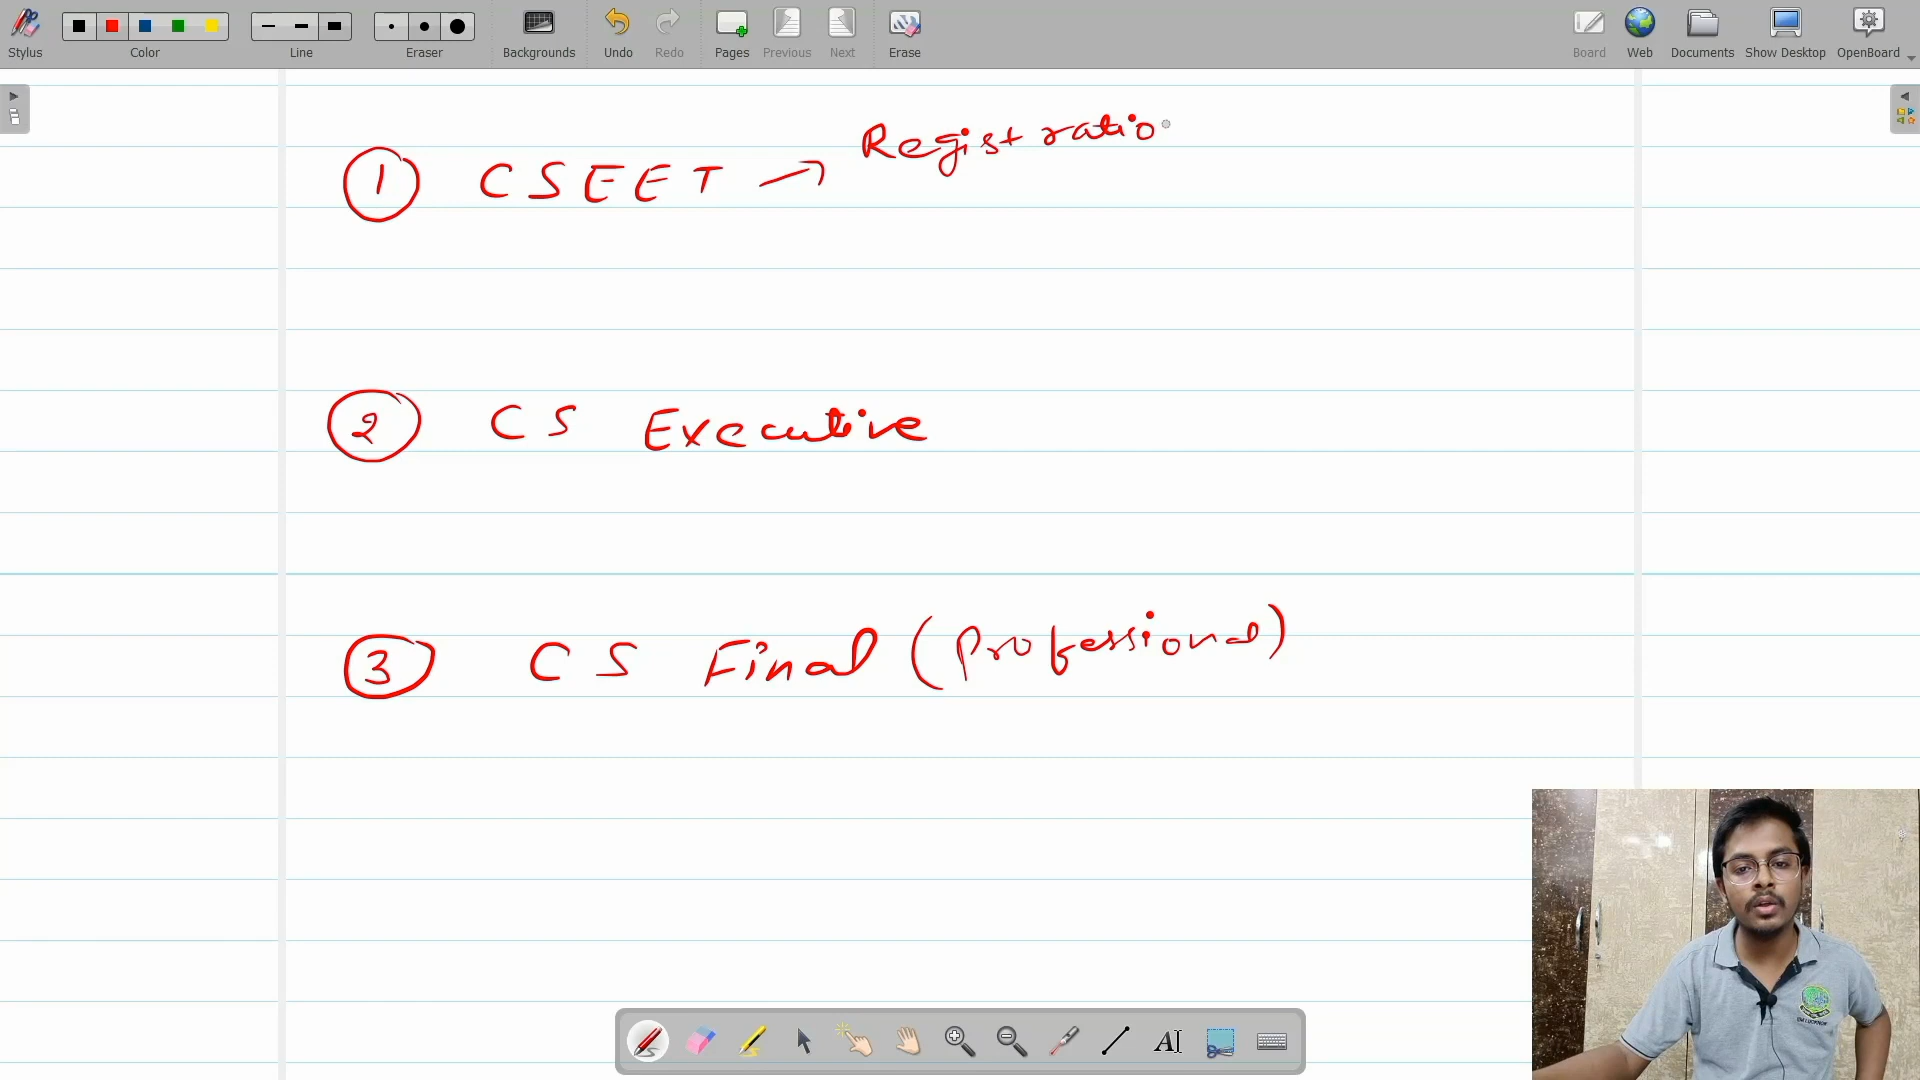 Stylus Color Line Eraser Backgrounds Undo Redo Pages Previous Next Erase Board Web Documents Show Desktop OpenBoard
1 CSEET → Registratio
2 CS Executive
3 CS Final (Professional)